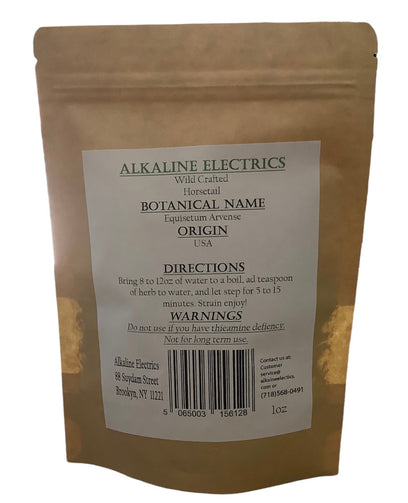 ALKALINE ELECTRICS
Wild Crafted
Horsetail
BOTANICAL NAME
Equisetum Arvense
ORIGIN
USA
DIRECTIONS
Bring 8 to 12oz of water to a boil, ad teaspoon
of herb to water, and let step for 5 to 15
minutes. Strain enjoy!
WARNINGS
Do not use if you have thieamine defiency.
Not for long term use.
Alkaline Electrics
88 Suydam Street
Brookyn, NY 11221
5 065003 156128
Contact us at:
Customer
service@
alkalineelectics.
com or
(718)568-0491
1oz